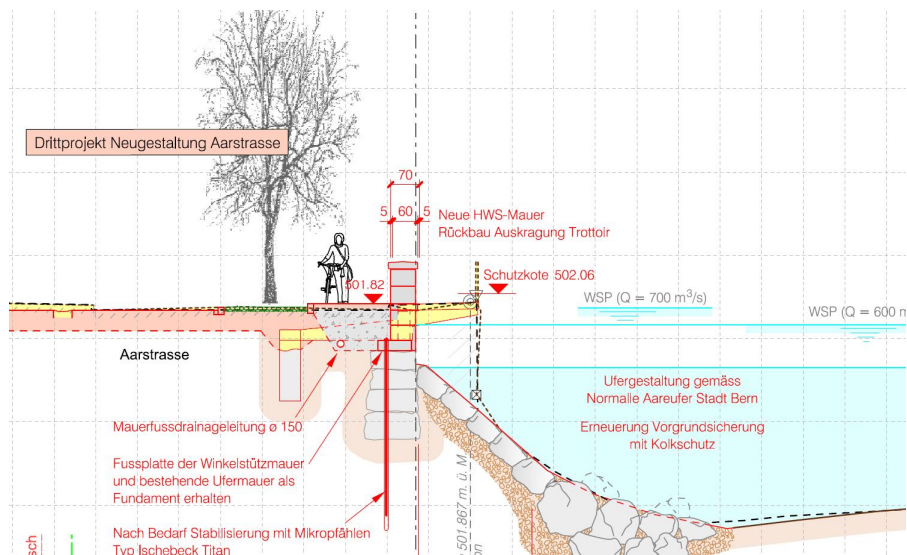 Drittprojekt Neugestaltung Aarstrasse
70
5 60 5
Neue HWS-Mauer
Rückbau Auskragung Trottoir
501.82
Schutzkote 502.06
WSP (Q = 700 m³/s)
WSP (Q = 600 m
Aarstrasse
Ufergestaltung gemäss
Normalie Aareufer Stadt Bern
Erneuerung Vorgrundsicherung
mit Kolkschutz
Mauerfussdrainageleitung ø 150
Fussplatte der Winkelstützmauer
und bestehende Ufermauer als
Fundament erhalten
Nach Bedarf Stabilisierung mit Mikropfählen
Typ Ischebeck Titan
501.867 m. ü. M.